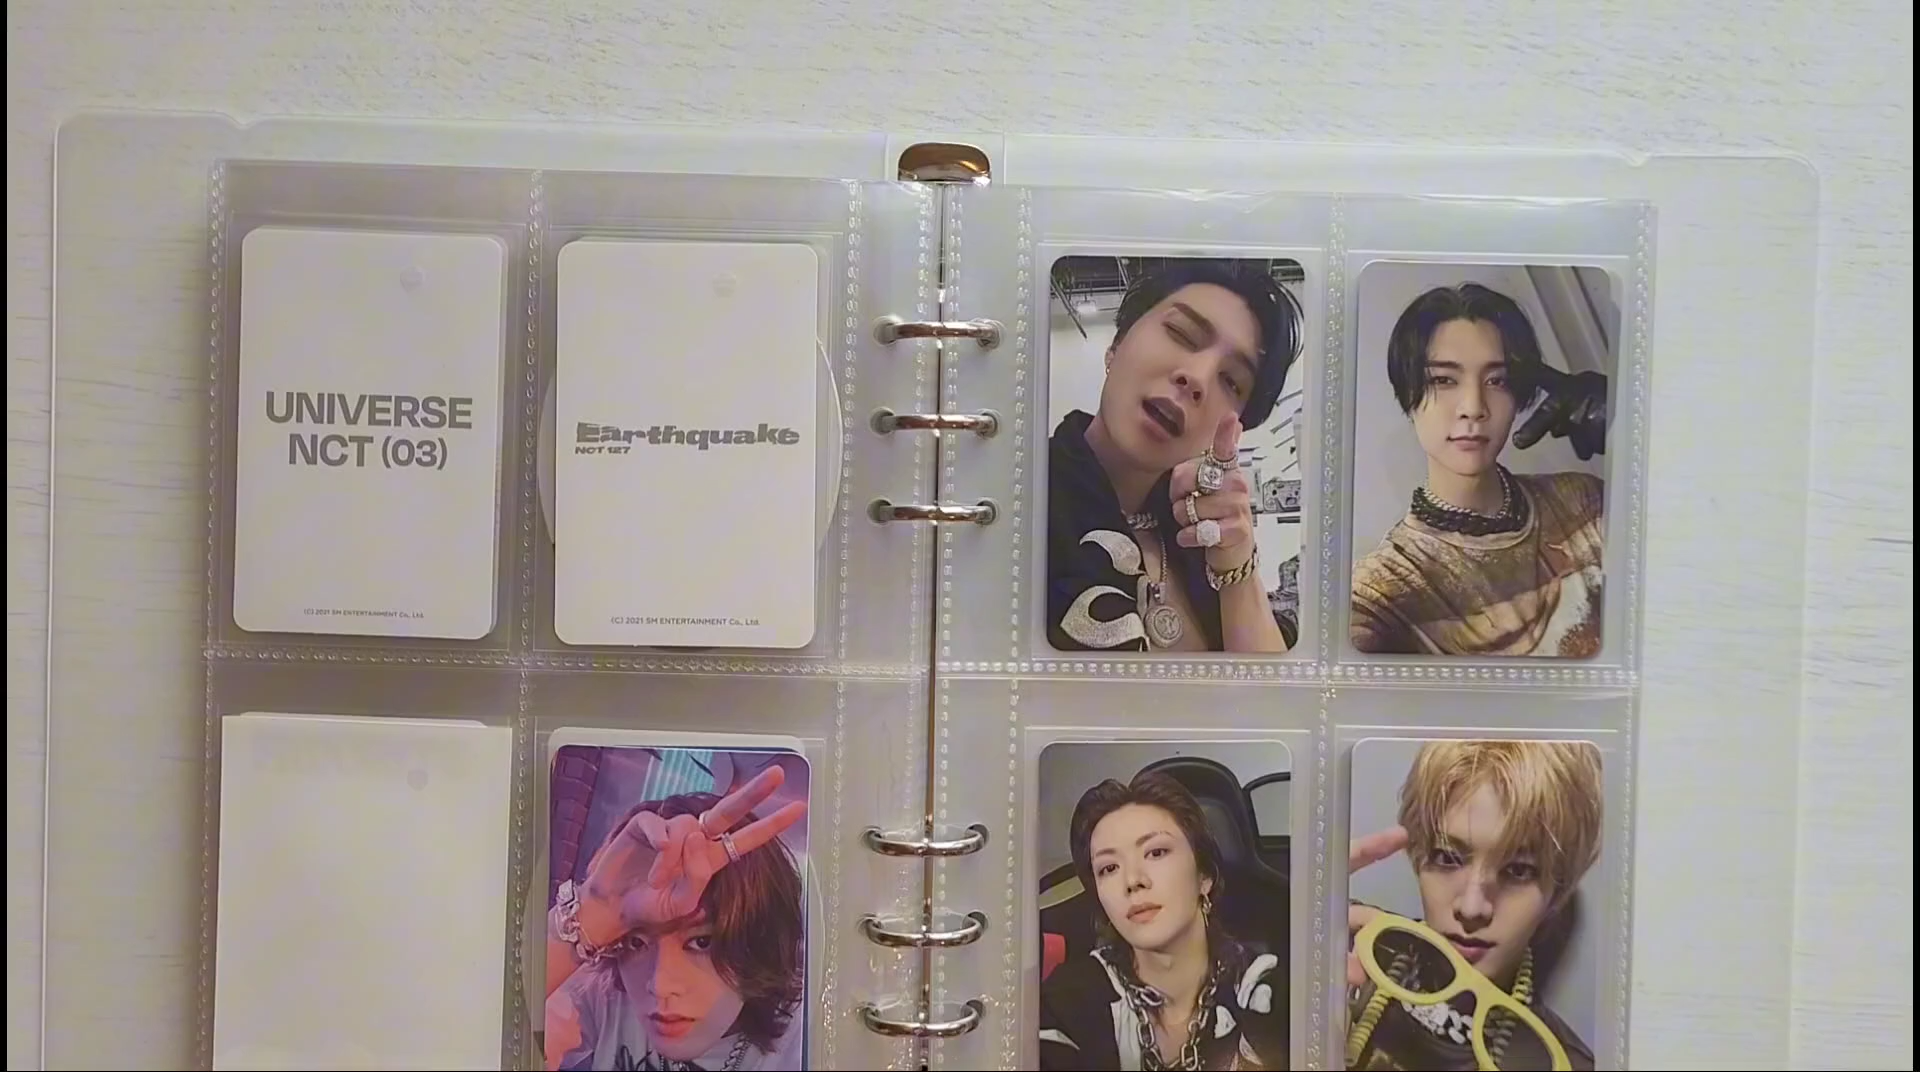 UNIVERSE
NCT (03)
(C) 2021 SM ENTERTAINMENT Co., Ltd.
Earthquake
NCT 127
(C) 2021 SM ENTERTAINMENT Co., Ltd.